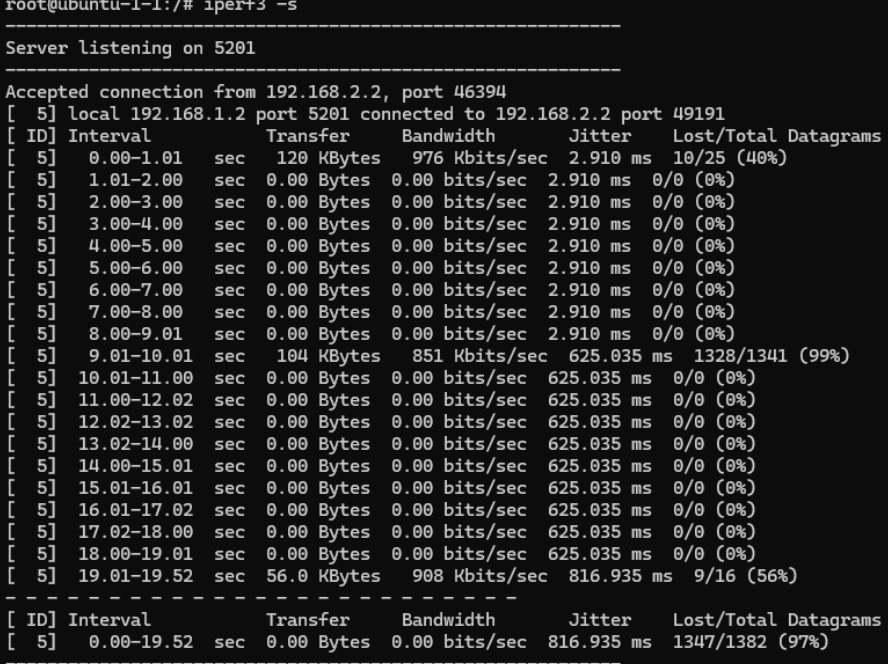 root@ubuntu-1-1:/# iperf3 -s
-----------------------------------------------------------
Server listening on 5201
-----------------------------------------------------------
Accepted connection from 192.168.2.2, port 46394
[  5] local 192.168.1.2 port 5201 connected to 192.168.2.2 port 49191
[ ID] Interval           Transfer     Bandwidth       Jitter    Lost/Total Datagrams
[  5]   0.00-1.01   sec   120 KBytes   976 Kbits/sec  2.910 ms  10/25 (40%)
[  5]   1.01-2.00   sec  0.00 Bytes  0.00 bits/sec  2.910 ms  0/0 (0%)
[  5]   2.00-3.00   sec  0.00 Bytes  0.00 bits/sec  2.910 ms  0/0 (0%)
[  5]   3.00-4.00   sec  0.00 Bytes  0.00 bits/sec  2.910 ms  0/0 (0%)
[  5]   4.00-5.00   sec  0.00 Bytes  0.00 bits/sec  2.910 ms  0/0 (0%)
[  5]   5.00-6.00   sec  0.00 Bytes  0.00 bits/sec  2.910 ms  0/0 (0%)
[  5]   6.00-7.00   sec  0.00 Bytes  0.00 bits/sec  2.910 ms  0/0 (0%)
[  5]   7.00-8.00   sec  0.00 Bytes  0.00 bits/sec  2.910 ms  0/0 (0%)
[  5]   8.00-9.01   sec  0.00 Bytes  0.00 bits/sec  2.910 ms  0/0 (0%)
[  5]   9.01-10.01  sec   104 KBytes   851 Kbits/sec  625.035 ms  1328/1341 (99%)
[  5]  10.01-11.00  sec  0.00 Bytes  0.00 bits/sec  625.035 ms  0/0 (0%)
[  5]  11.00-12.02  sec  0.00 Bytes  0.00 bits/sec  625.035 ms  0/0 (0%)
[  5]  12.02-13.02  sec  0.00 Bytes  0.00 bits/sec  625.035 ms  0/0 (0%)
[  5]  13.02-14.00  sec  0.00 Bytes  0.00 bits/sec  625.035 ms  0/0 (0%)
[  5]  14.00-15.01  sec  0.00 Bytes  0.00 bits/sec  625.035 ms  0/0 (0%)
[  5]  15.01-16.01  sec  0.00 Bytes  0.00 bits/sec  625.035 ms  0/0 (0%)
[  5]  16.01-17.02  sec  0.00 Bytes  0.00 bits/sec  625.035 ms  0/0 (0%)
[  5]  17.02-18.00  sec  0.00 Bytes  0.00 bits/sec  625.035 ms  0/0 (0%)
[  5]  18.00-19.01  sec  0.00 Bytes  0.00 bits/sec  625.035 ms  0/0 (0%)
[  5]  19.01-19.52  sec  56.0 KBytes   908 Kbits/sec  816.935 ms  9/16 (56%)
- - - - - - - - - - - - - - - - - - - - - - - - -
[ ID] Interval           Transfer     Bandwidth       Jitter    Lost/Total Datagrams
[  5]   0.00-19.52  sec  0.00 Bytes  0.00 bits/sec  816.935 ms  1347/1382 (97%)
-----------------------------------------------------------